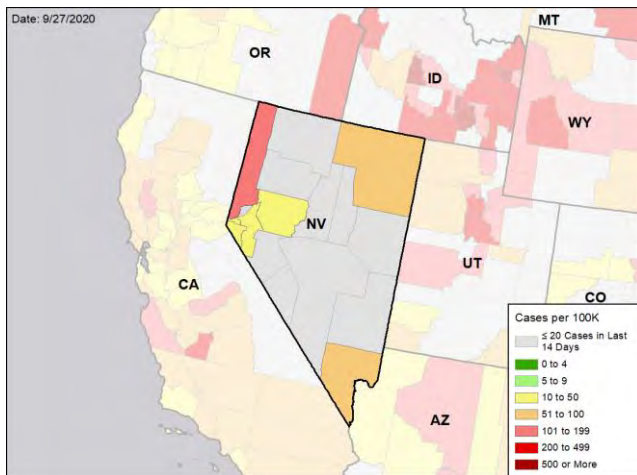 Date: 9/27/2020
MT
OR
ID
WY
NV
UT
CA
CO
AZ
Cases per 100K
≤ 20 Cases in Last
14 Days
0 to 4
5 to 9
10 to 50
51 to 100
101 to 199
200 to 499
500 or More